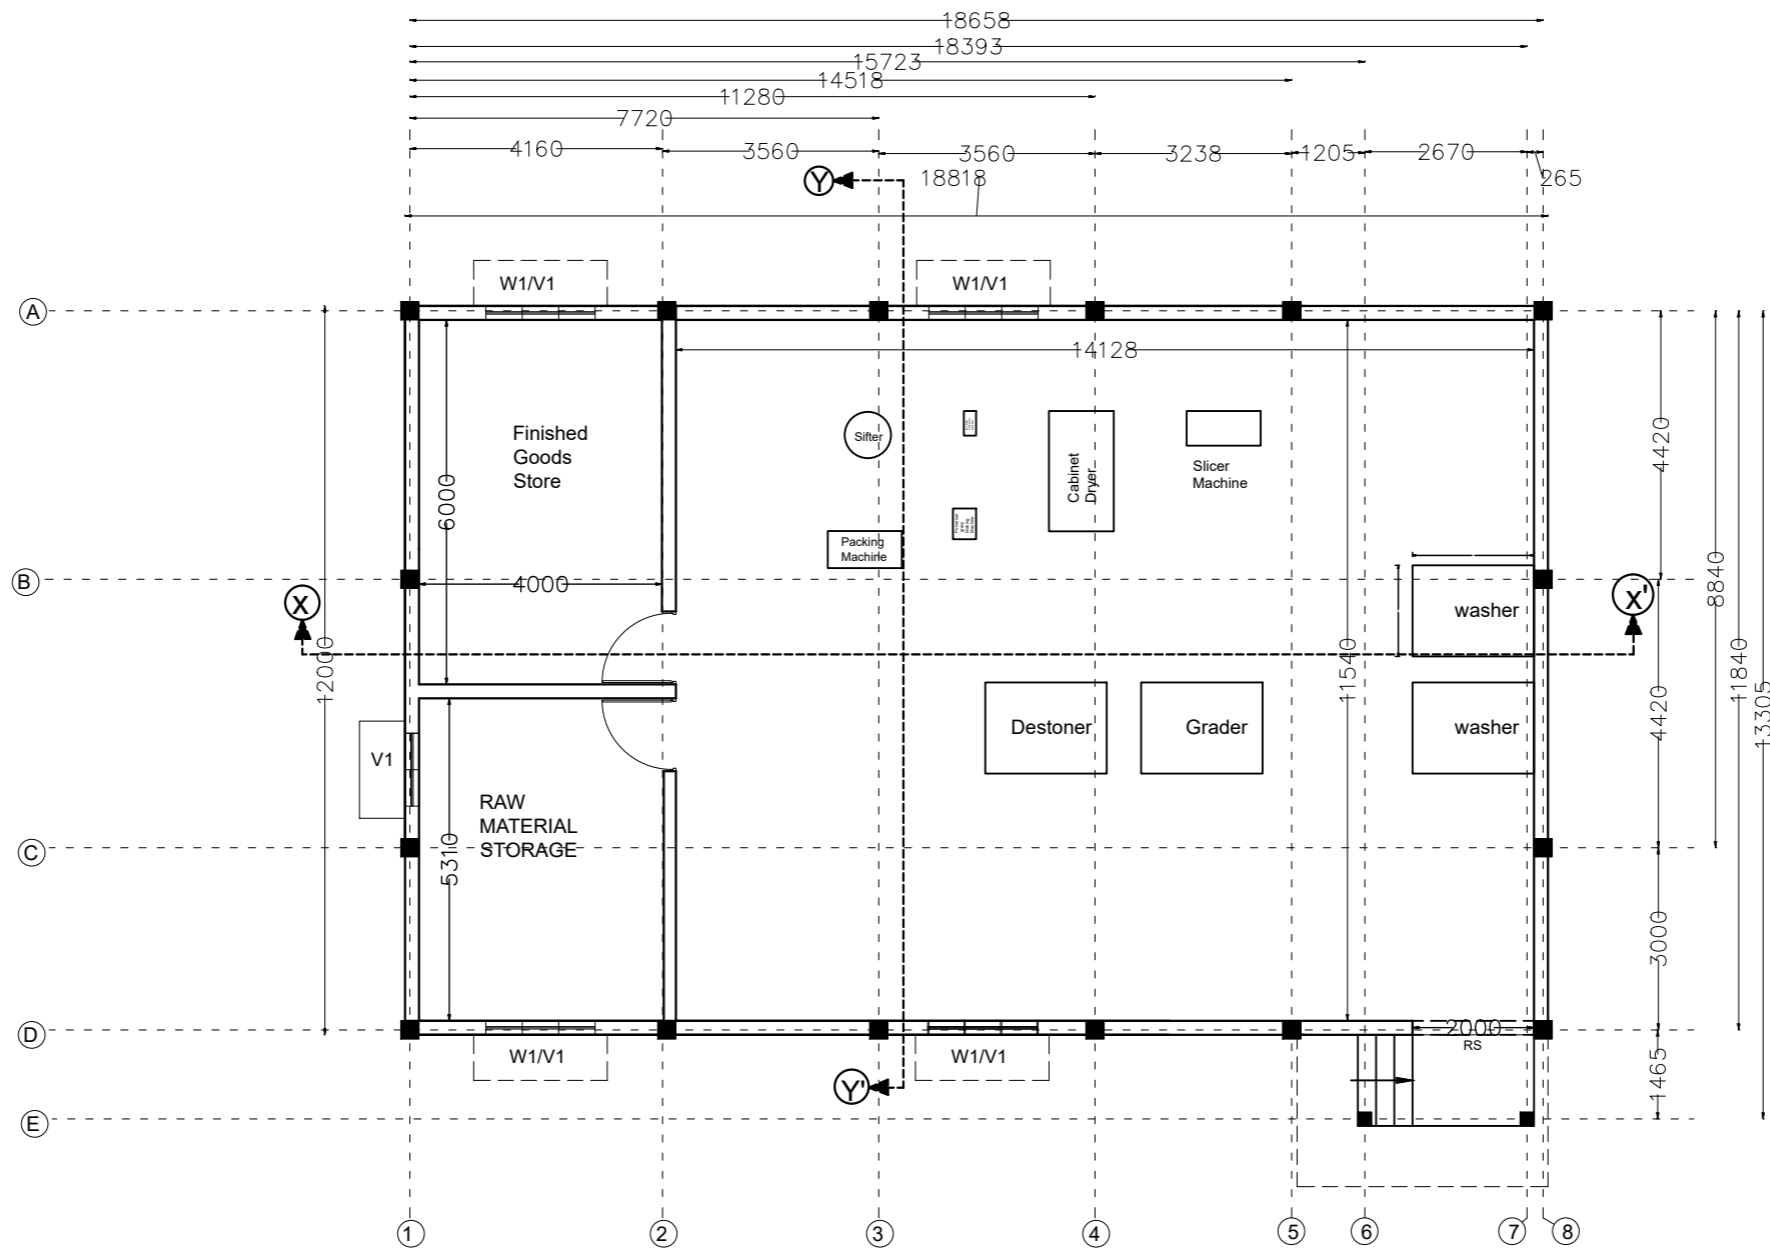 18658
18393
15723
14518
11280
7720
4160
3560
3560
3238
1205
2670
265
Y
18818
W1/V1
W1/V1
A
14128
Finished
Goods
Store
Sifter
Cabinet
Dryer
Slicer
Machine
4420
6000
Packing
Machine
B
4000
8840
X
washer
X'
12000
11540
11840
13305
4420
V1
Destoner
Grader
washer
RAW
MATERIAL
STORAGE
5310
C
3000
D
2000
RS
W1/V1
W1/V1
Y'
1465
E
1
2
3
4
5
6
7
8